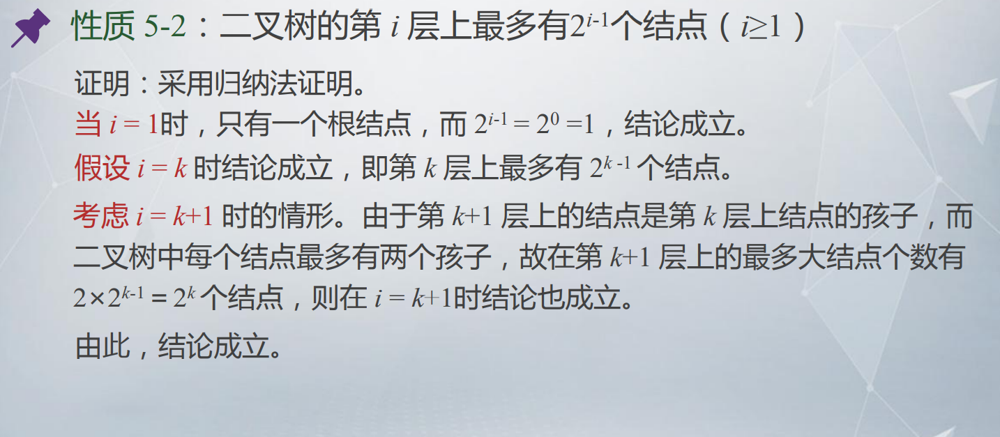 性质 5-2：二叉树的第 i 层上最多有2^{i-1}个结点（ i≥1 ）
证明：采用归纳法证明。
当 i = 1时，只有一个根结点，而 2^{i-1} = 2^0 =1，结论成立。
假设 i = k 时结论成立，即第 k 层上最多有 2^{k -1} 个结点。
考虑 i = k+1 时的情形。由于第 k+1 层上的结点是第 k 层上结点的孩子，而
二叉树中每个结点最多有两个孩子，故在第 k+1 层上的最多大结点个数有
2×2^{k-1} = 2^k 个结点，则在 i = k+1时结论也成立。
由此，结论成立。